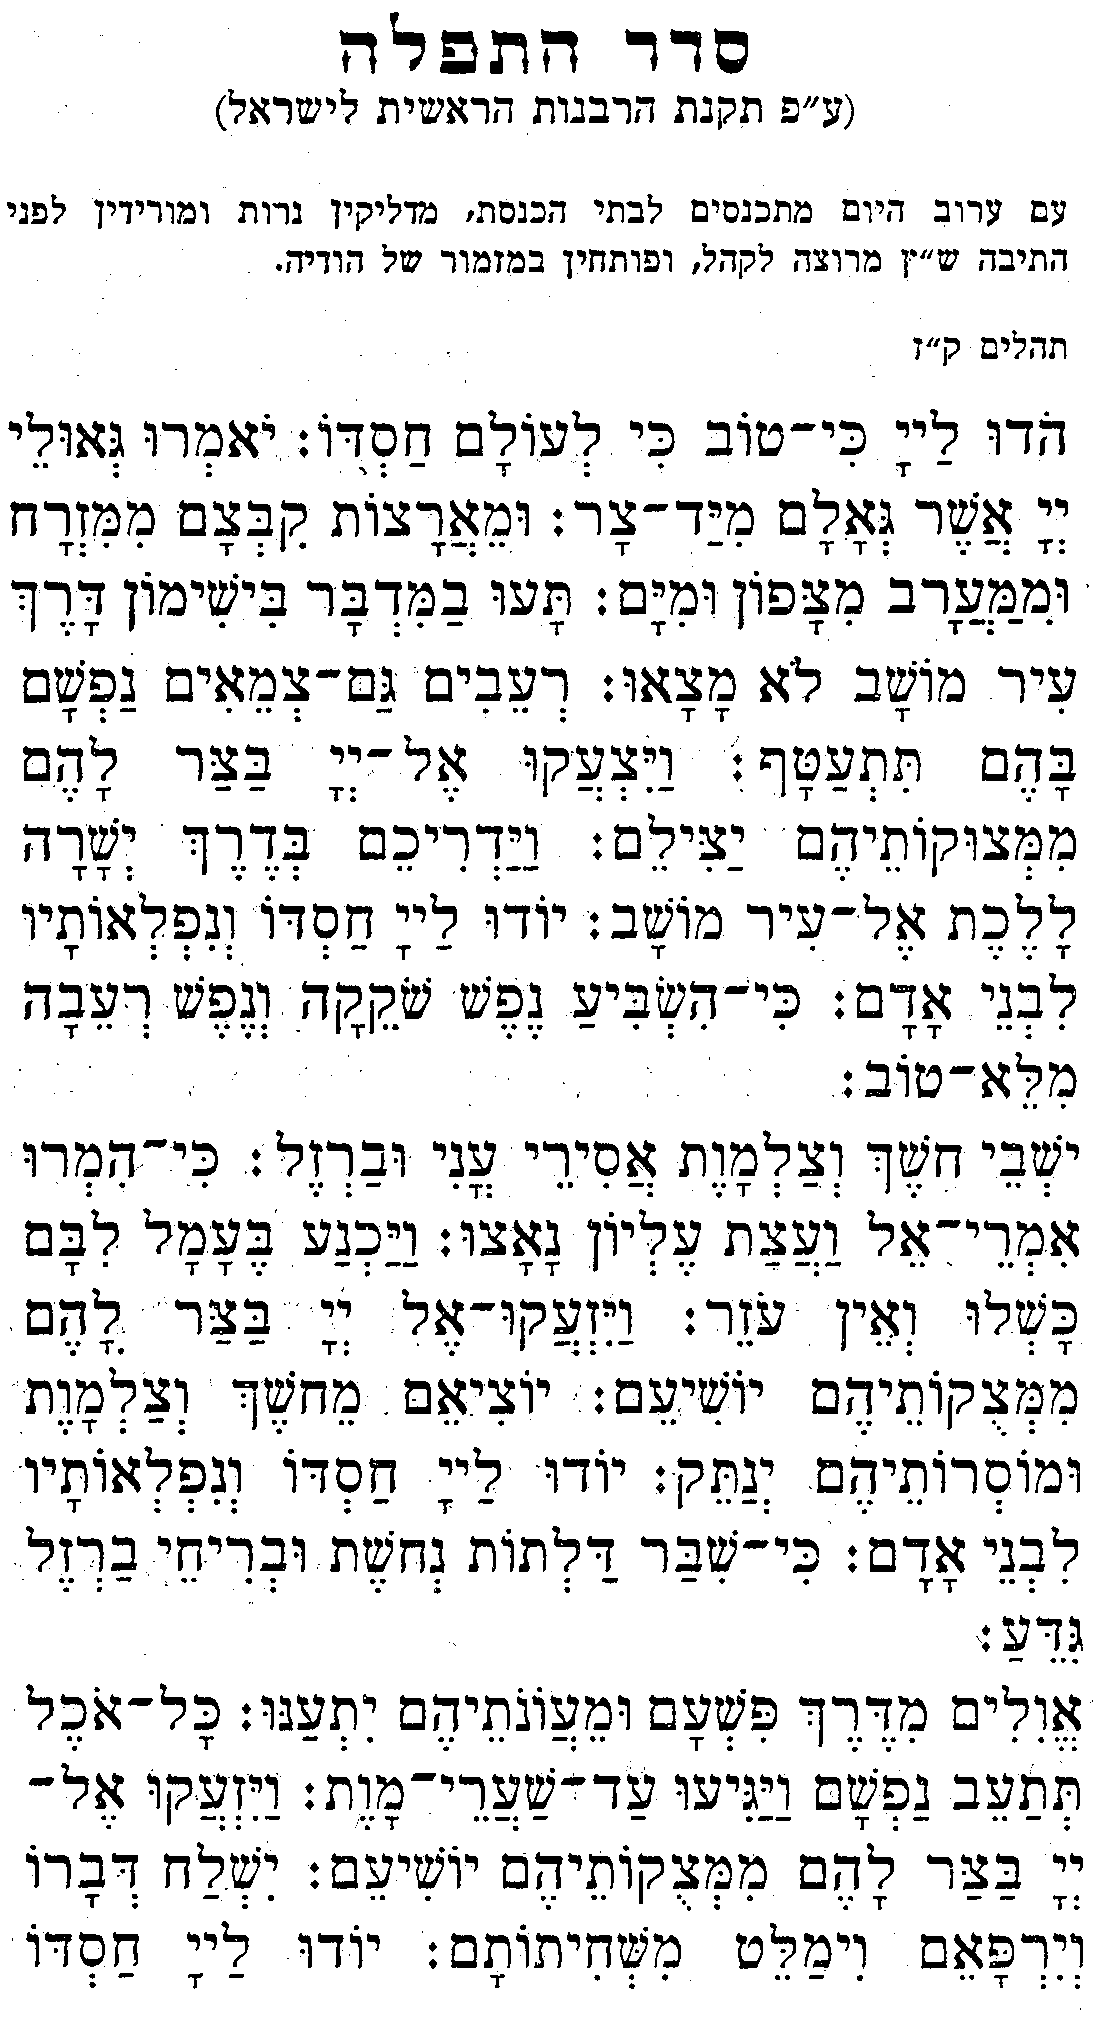 סדר התפלה
(ע״פ תקנת הרבנות הראשית לישראל)
עם ערוב היום מתכנסים לבתי הכנסת, מדליקין נרות ומורידין לפני
התיבה ש״ץ מרוצה לקהל, ופותחין במזמור של הודיה.
תהלים ק״ז
הֹדוּ לַייָ כִּי־טוֹב כִּי לְעוֹלָם חַסְדּוֹ: יֹאמְרוּ גְּאוּלֵי
יְיָ אֲשֶׁר גְּאָלָם מִיַּד־צָר: וּמֵאֲרָצוֹת קִבְּצָם מִמִּזְרָח
וּמִמַּעֲרָב מִצָּפוֹן וּמִיָּם: תָּעוּ בַמִּדְבָּר בִּישִׁימוֹן דָּרֶךְ
עִיר מוֹשָׁב לֹא מָצָאוּ: רְעֵבִים גַּם־צְמֵאִים נַפְשָׁם
בָּהֶם תִּתְעַטָּף: וַיִּצְעֲקוּ אֶל־יְיָ בַּצַּר לָהֶם
מִמְּצוּקוֹתֵיהֶם יַצִּילֵם: וַיַּדְרִיכֵם בְּדֶרֶךְ יְשָׁרָה
לָלֶכֶת אֶל־עִיר מוֹשָׁב: יוֹדוּ לַייָ חַסְדּוֹ וְנִפְלְאוֹתָיו
לִבְנֵי אָדָם: כִּי־הִשְׂבִּיעַ נֶפֶשׁ שֹׁקֵקָה וְנֶפֶשׁ רְעֵבָה
מִלֵּא־טוֹב:
יֹשְׁבֵי חֹשֶׁךְ וְצַלְמָוֶת אֲסִירֵי עֳנִי וּבַרְזֶל: כִּי־הִמְרוּ
אִמְרֵי־אֵל וַעֲצַת עֶלְיוֹן נָאָצוּ: וַיַּכְנַע בֶּעָמָל לִבָּם
כָּשְׁלוּ וְאֵין עֹזֵר: וַיִּזְעֲקוּ־אֶל יְיָ בַּצַּר לָהֶם
מִמְּצֻקוֹתֵיהֶם יוֹשִׁיעֵם: יוֹצִיאֵם מֵחֹשֶׁךְ וְצַלְמָוֶת
וּמוֹסְרוֹתֵיהֶם יְנַתֵּק: יוֹדוּ לַייָ חַסְדּוֹ וְנִפְלְאוֹתָיו
לִבְנֵי אָדָם: כִּי־שִׁבַּר דַּלְתוֹת נְחֹשֶׁת וּבְרִיחֵי בַרְזֶל
גִּדֵּעַ:
אֱוִלִים מִדֶּרֶךְ פִּשְׁעָם וּמֵעֲוֹנֹתֵיהֶם יִתְעַנּוּ: כָּל־אֹכֶל
תְּתַעֵב נַפְשָׁם וַיַּגִּיעוּ עַד־שַׁעֲרֵי־מָוֶת: וַיִּזְעֲקוּ אֶל־
יְיָ בַּצַּר לָהֶם מִמְּצֻקוֹתֵיהֶם יוֹשִׁיעֵם: יִשְׁלַח דְּבָרוֹ
וְיִרְפָּאֵם וִימַלֵּט מִשְּׁחִיתוֹתָם: יוֹדוּ לַייָ חַסְדּוֹ